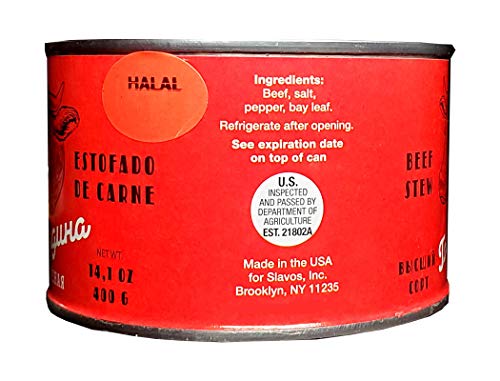 HALAL
ESTOFADO
DE CARNE
NET WT.
14,1 OZ
400 G
Ingredients:
Beef, salt,
pepper, bay leaf.
Refrigerate after opening.
See expiration date
on top of can
U.S.
INSPECTED
AND PASSED BY
DEPARTMENT OF
AGRICULTURE
EST. 21802A
Made in the USA
for Slavos, Inc.
Brooklyn, NY 11235
BEEF
STEW
ВЫСШИЙ
СОРТ